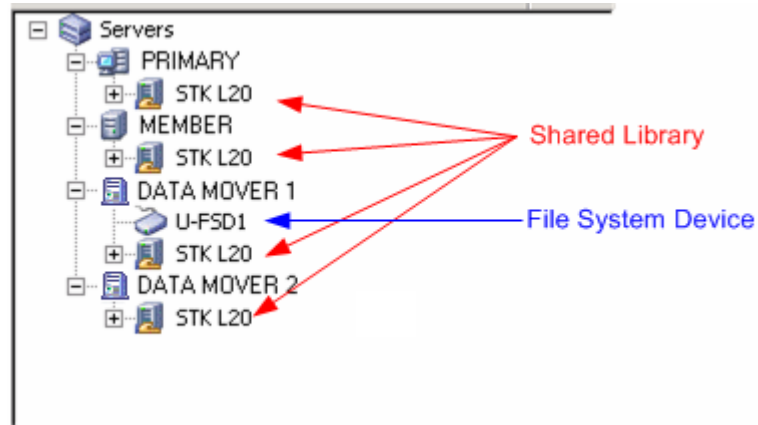 Servers
PRIMARY
STK L20
MEMBER
STK L20
DATA MOVER 1
U-FSD1
STK L20
DATA MOVER 2
STK L20
Shared Library
File System Device